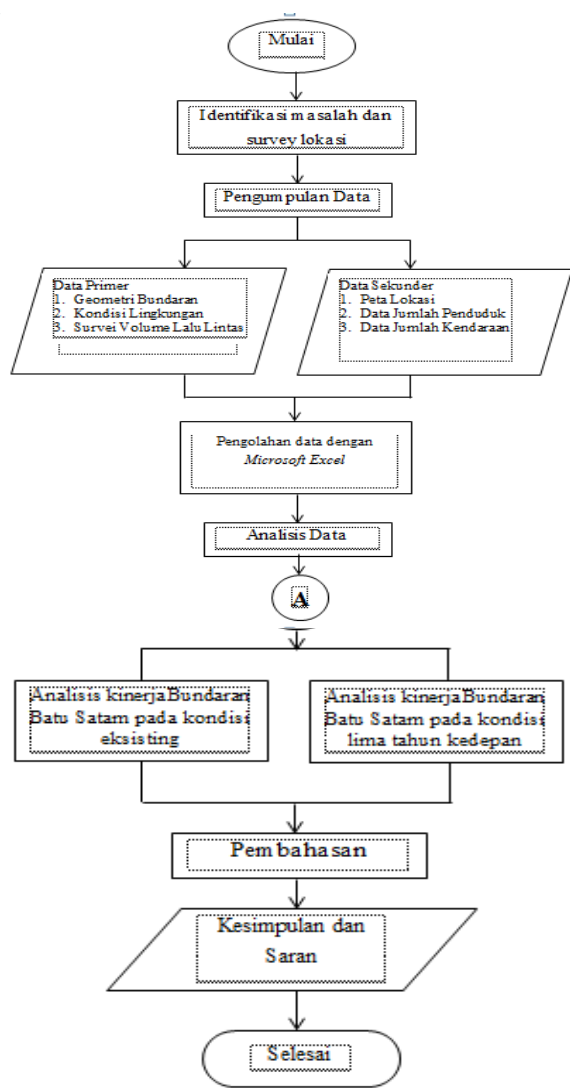 Mulai
Identifikasi masalah dan
survey lokasi
Pengumpulan Data
Data Primer
1. Geometri Bundaran
2. Kondisi Lingkungan
3. Survei Volume Lalu Lintas
Data Sekunder
1. Peta Lokasi
2. Data Jumlah Penduduk
3. Data Jumlah Kendaraan
Pengolahan data dengan
Microsoft Excel
Analisis Data
A
Analisis kinerja Bundaran
Batu Satam pada kondisi
eksisting
Analisis kinerja Bundaran
Batu Satam pada kondisi
lima tahun kedepan
Pembahasan
Kesimpulan dan
Saran
Selesai